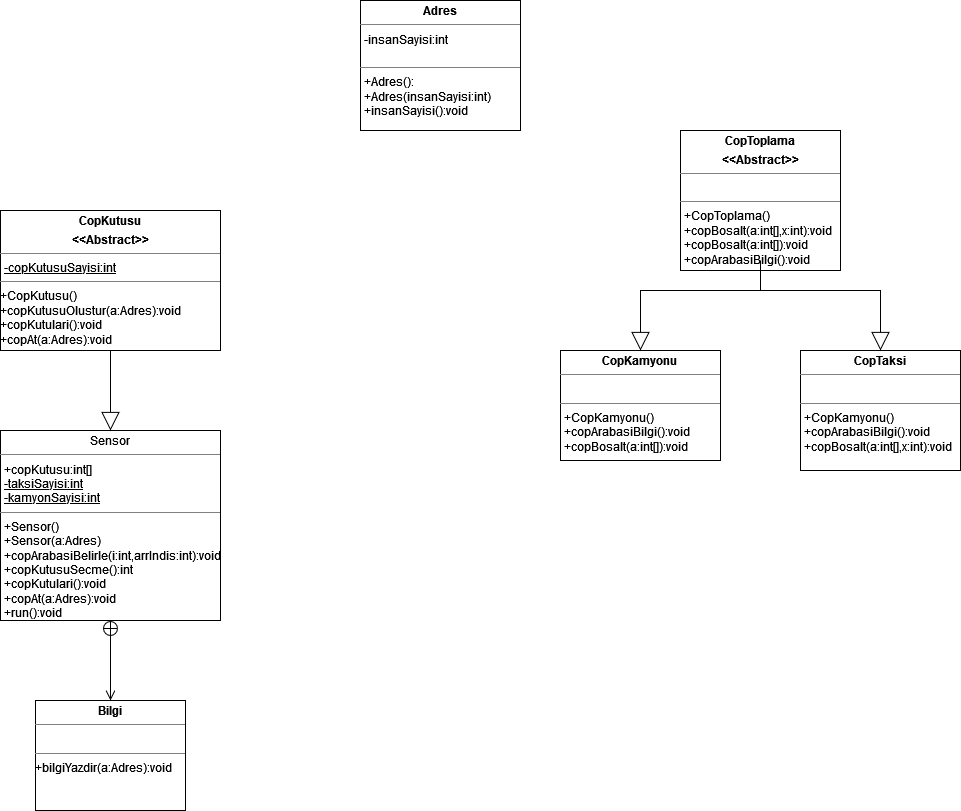 Adres
-insanSayisi:int
+Adres():
+Adres(insanSayisi:int)
+insanSayisi():void
CopToplama
<<Abstract>>
+CopToplama()
+copBosalt(a:int[],x:int):void
+copBosalt(a:int[]):void
+copArabasiBilgi():void
CopKutusu
<<Abstract>>
-copKutusuSayisi:int
+CopKutusu()
+copKutusuOlustur(a:Adres):void
+copKutulari():void
+copAt(a:Adres):void
CopKamyonu
+CopKamyonu()
+copArabasiBilgi():void
+copBosalt(a:int[]):void
CopTaksi
+CopKamyonu()
+copArabasiBilgi():void
+copBosalt(a:int[],x:int):void
Sensor
+copKutusu:int[]
-taksiSayisi:int
-kamyonSayisi:int
+Sensor()
+Sensor(a:Adres)
+copArabasiBelirle(i:int,arrIndis:int):void
+copKutusuSecme():int
+copKutulari():void
+copAt(a:Adres):void
+run():void
Bilgi
+bilgiYazdir(a:Adres):void